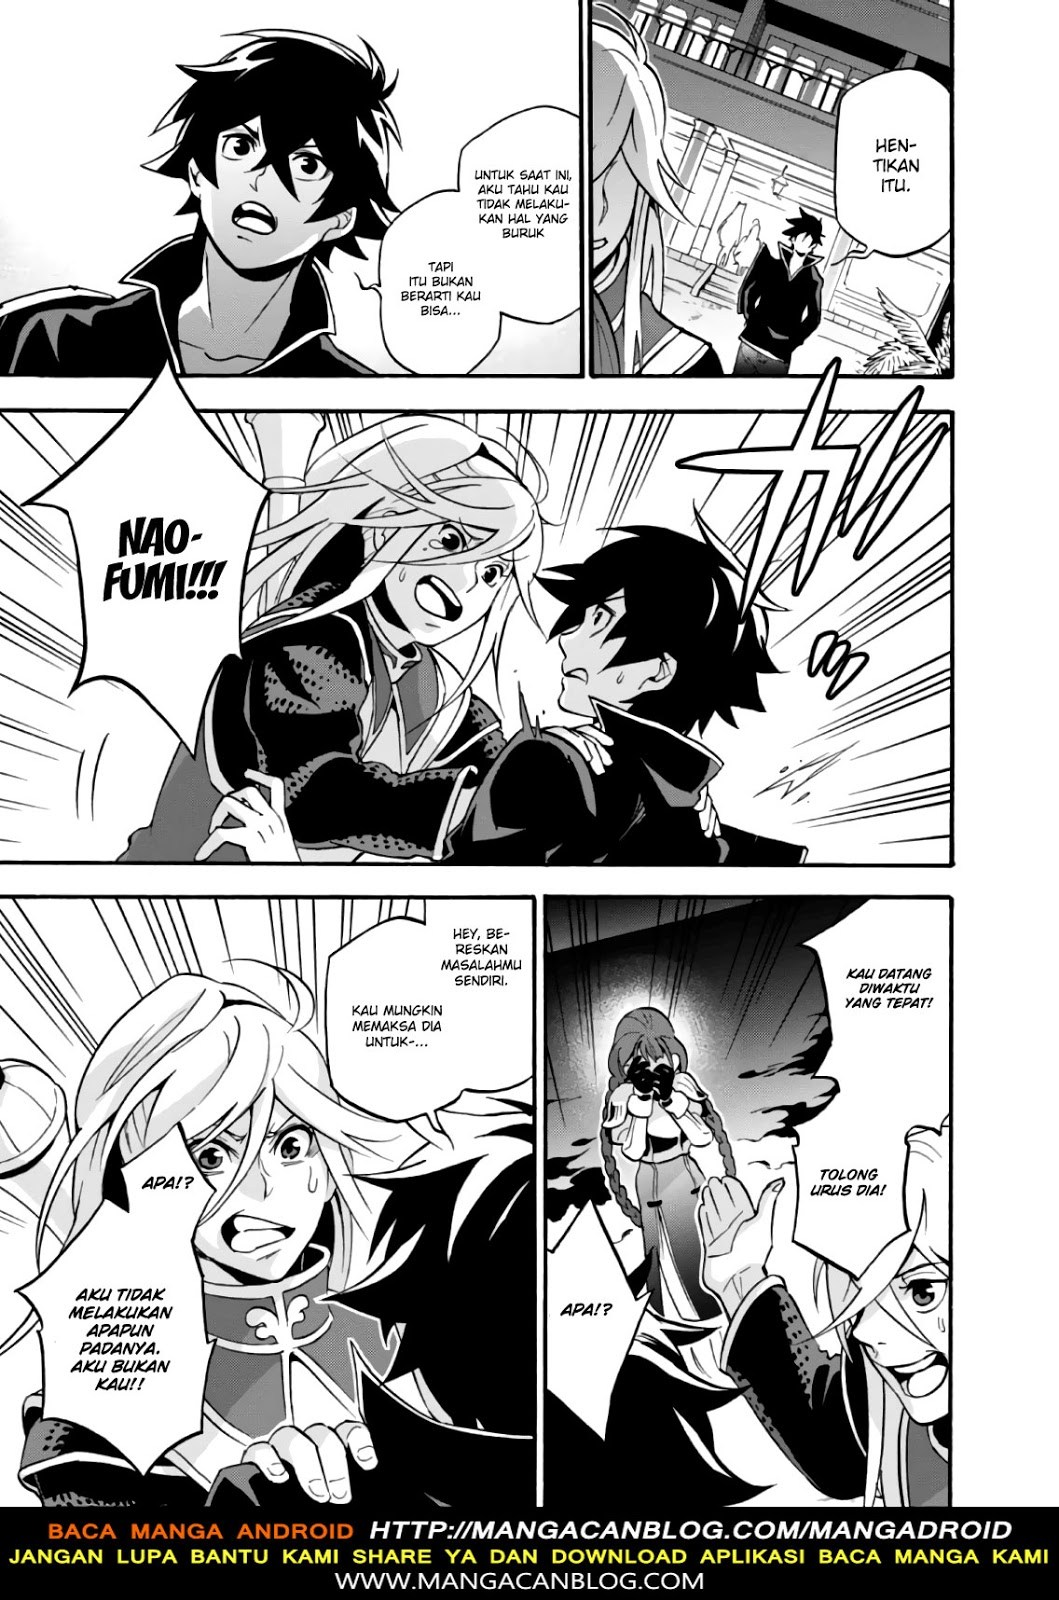 HEN-
TIKAN
ITU.
UNTUK SAAT INI,
AKU TAHU KAU
TIDAK MELAKU-
KAN HAL YANG
BURUK
TAPI
ITU BUKAN
BERARTI KAU
BISA...
NAO-
FUMI!!!
ガバッ
KAU DATANG
DIWAKTU
YANG TEPAT!
TOLONG
URUS DIA!
APA!?
HEY, BE-
RESKAN
MASALAHMU
SENDIRI.
KAU MUNGKIN
MEMAKSA DIA
UNTUK-...
APA!?
AKU TIDAK
MELAKUKAN
APAPUN
PADANYA.
AKU BUKAN
KAU!!
BACA MANGA ANDROID HTTP://MANGACANBLOG.COM/MANGADROID
JANGAN LUPA BANTU KAMI SHARE YA DAN DOWNLOAD APLIKASI BACA MANGA KAMI
WWW.MANGACANBLOG.COM